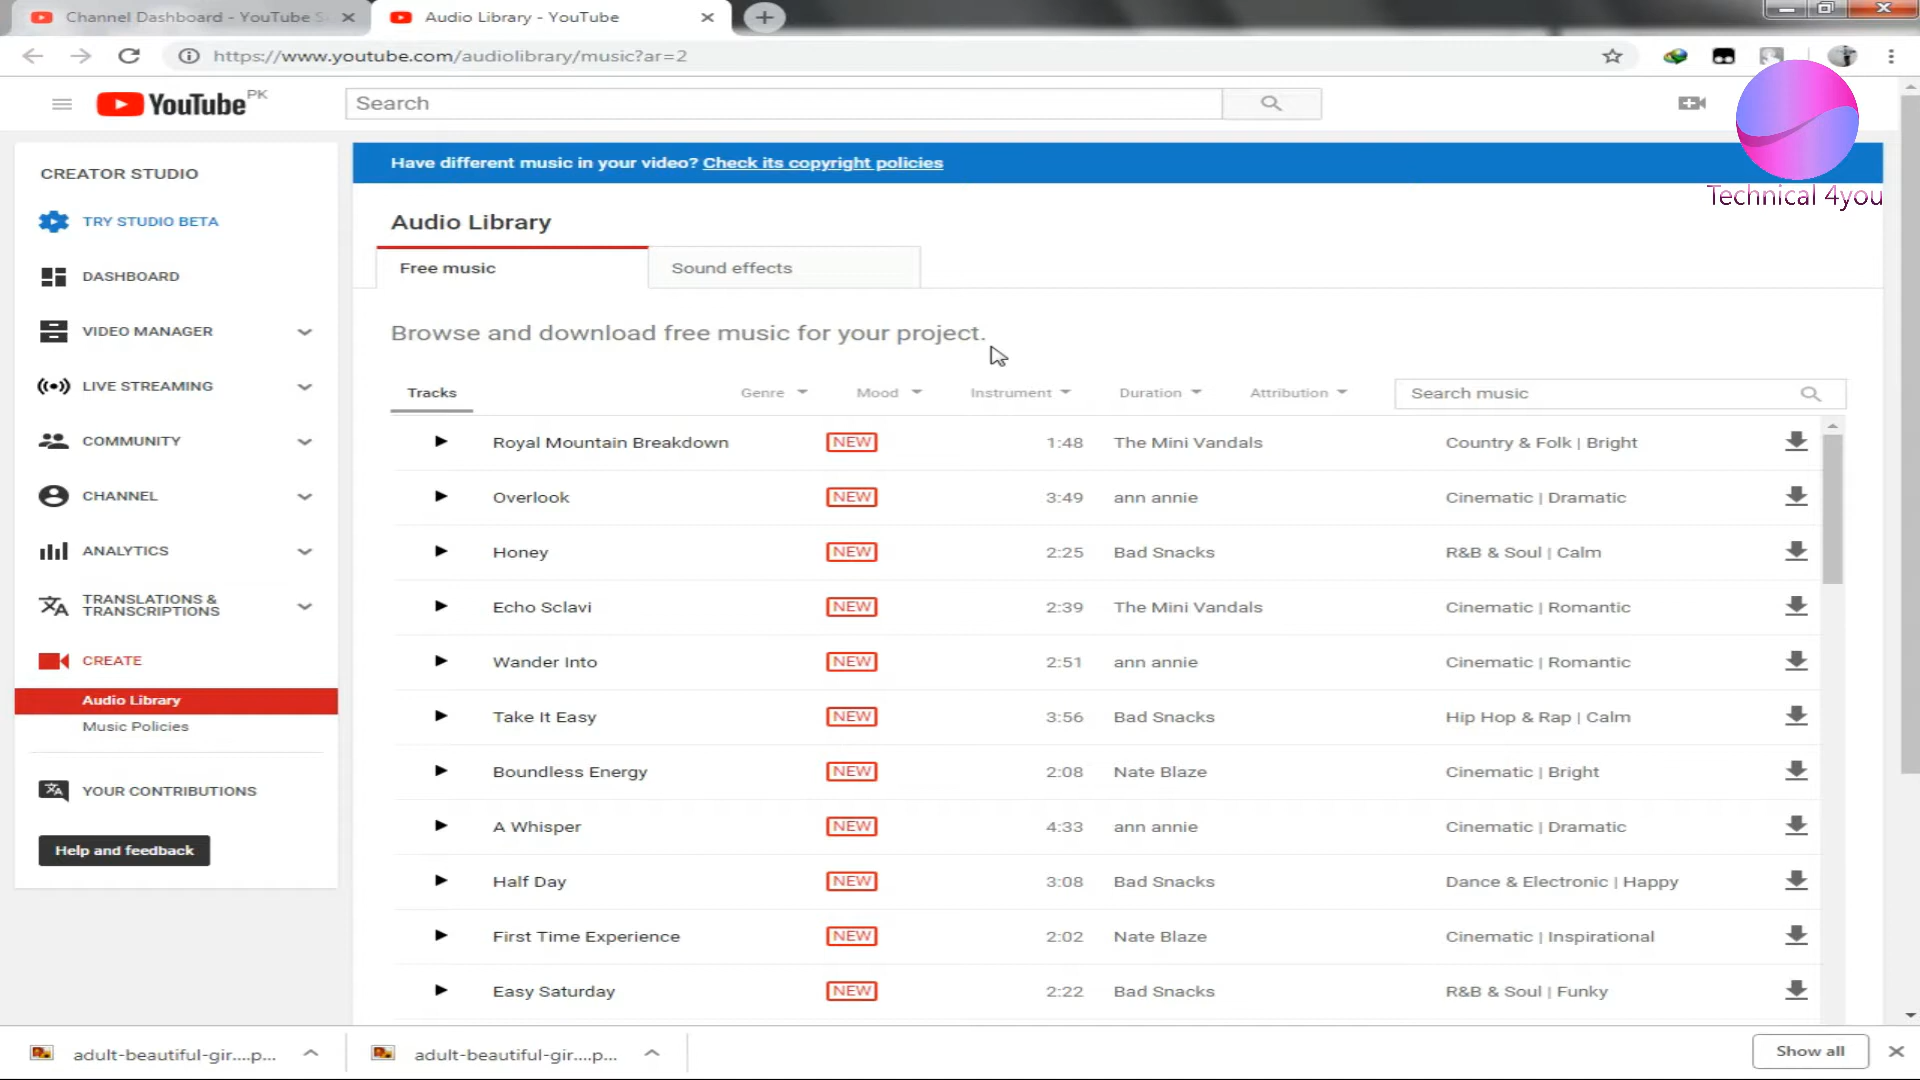 Channel Dashboard - YouTube S
Audio Library - YouTube
https://www.youtube.com/audiolibrary/music?ar=2
YouTube PK
Search
Technical 4you
CREATOR STUDIO
TRY STUDIO BETA
DASHBOARD
VIDEO MANAGER
LIVE STREAMING
COMMUNITY
CHANNEL
ANALYTICS
TRANSLATIONS &
TRANSCRIPTIONS
CREATE
Audio Library
Music Policies
YOUR CONTRIBUTIONS
Help and feedback
Have different music in your video? Check its copyright policies
Audio Library
Free music Sound effects
Browse and download free music for your project.
Tracks Genre Mood Instrument Duration Attribution Search music
Royal Mountain Breakdown NEW 1:48 The Mini Vandals Country & Folk | Bright
Overlook NEW 3:49 ann annie Cinematic | Dramatic
Honey NEW 2:25 Bad Snacks R&B & Soul | Calm
Echo Sclavi NEW 2:39 The Mini Vandals Cinematic | Romantic
Wander Into NEW 2:51 ann annie Cinematic | Romantic
Take It Easy NEW 3:56 Bad Snacks Hip Hop & Rap | Calm
Boundless Energy NEW 2:08 Nate Blaze Cinematic | Bright
A Whisper NEW 4:33 ann annie Cinematic | Dramatic
Half Day NEW 3:08 Bad Snacks Dance & Electronic | Happy
First Time Experience NEW 2:02 Nate Blaze Cinematic | Inspirational
Easy Saturday NEW 2:22 Bad Snacks R&B & Soul | Funky
adult-beautiful-gir....p... adult-beautiful-gir....p... Show all